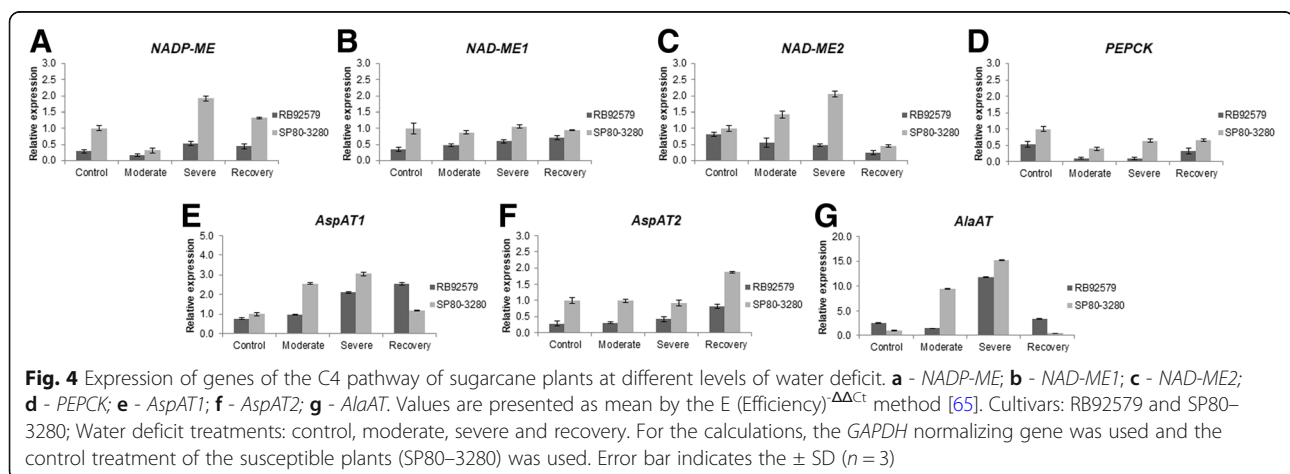 A
NADP-ME
Relative expression
3.0
2.5
2.0
1.5
1.0
0.5
0.0
Control Moderate Severe Recovery
RB92579
SP80-3280
B
NAD-ME1
Relative expression
3.0
2.5
2.0
1.5
1.0
0.5
0.0
Control Moderate Severe Recovery
RB92579
SP80-3280
C
NAD-ME2
Relative expression
3.0
2.5
2.0
1.5
1.0
0.5
0.0
Control Moderate Severe Recovery
RB92579
SP80-3280
D
PEPCK
Relative expression
3.0
2.5
2.0
1.5
1.0
0.5
0.0
Control Moderate Severe Recovery
RB92579
SP80-3280
E
AspAT1
Relative expression
5.0
4.0
3.0
2.0
1.0
0.0
Control Moderate Severe Recovery
RB92579
SP80-3280
F
AspAT2
Relative expression
3.0
2.5
2.0
1.5
1.0
0.5
0.0
Control Moderate Severe Recovery
RB92579
SP80-3280
G
AlaAT
Relative expression
15.0
10.0
5.0
0.0
Control Moderate Severe Recovery
RB92579
SP80-3280
Fig. 4 Expression of genes of the C4 pathway of sugarcane plants at different levels of water deficit. a - NADP-ME; b - NAD-ME1; c - NAD-ME2;
d - PEPCK; e - AspAT1; f - AspAT2; g - AlaAT. Values are presented as mean by the E (Efficiency)-ΔΔCt method [65]. Cultivars: RB92579 and SP80–
3280; Water deficit treatments: control, moderate, severe and recovery. For the calculations, the GAPDH normalizing gene was used and the
control treatment of the susceptible plants (SP80–3280) was used. Error bar indicates the ± SD (n = 3)